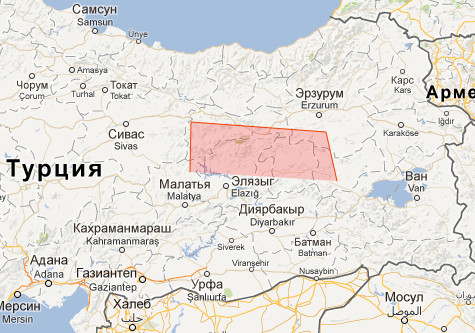 Самсун
Samsun
Amasya
Чорум
Çorum
Turhal
Токат
Tokat
Эрзурум
Erzurum
Карс
Kars
Арме
Iğdır
Karaköse
Сивас
Sivas
Турция
Малатья
Malatya
Элязыг
Elazığ
Ван
Van
Диярбакыр
Diyarbakır
Кахраманмараш
Kahramanmaraş
Siverek
Батман
Batman
Viranşehir
Nusaybin
Адана
Adana
Газиантеп
Gaziantep
Урфа
Şanlıurfa
Мерсин
Mersin
Халеб
حلب
Мосул
الموصل